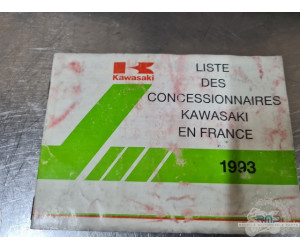 Kawasaki
LISTE
DES
CONCESSIONNAIRES
KAWASAKI
EN FRANCE
1993